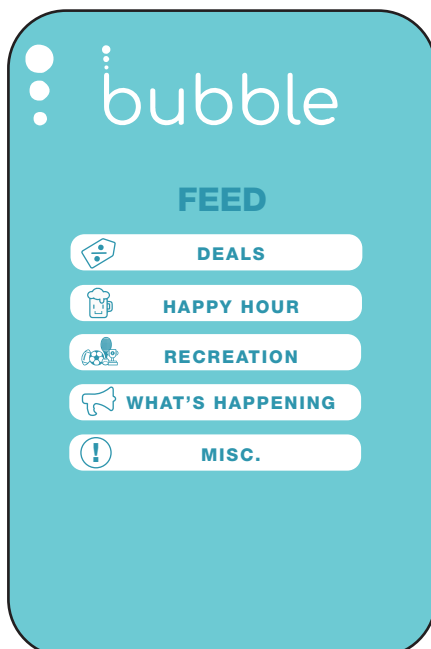 bubble
FEED
DEALS
HAPPY HOUR
RECREATION
WHAT'S HAPPENING
!
MISC.